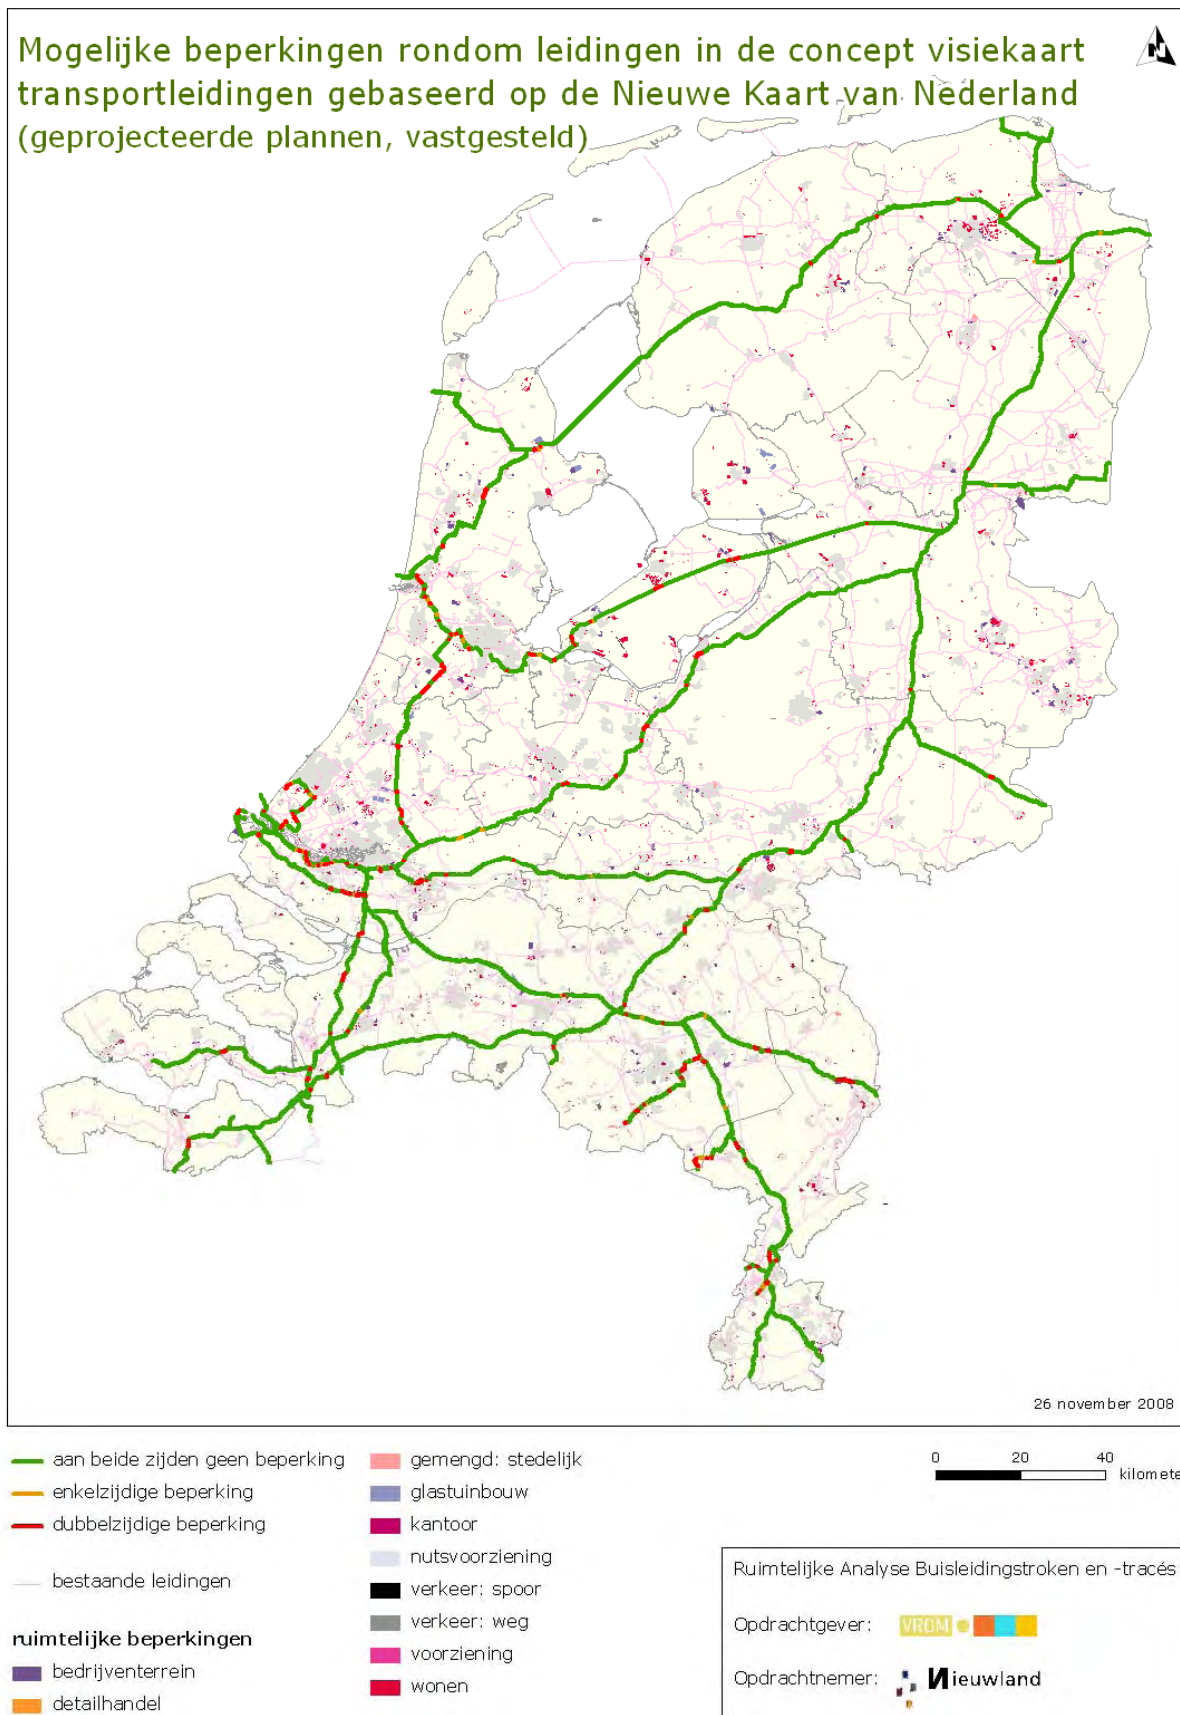 Mogelijke beperkingen rondom leidingen in de concept visiekaart
transportleidingen gebaseerd op de Nieuwe Kaart van Nederland
(geprojecteerde plannen, vastgesteld)
N
26 november 2008
aan beide zijden geen beperking
enkelzijdige beperking
dubbelzijdige beperking
bestaande leidingen
ruimtelijke beperkingen
bedrijventerrein
detailhandel
gemengd: stedelijk
glastuinbouw
kantoor
nutsvoorziening
verkeer: spoor
verkeer: weg
voorziening
wonen
0 20 40
kilomete
Ruimtelijke Analyse Buisleidingstroken en -tracés
Opdrachtgever: VROM
Opdrachtnemer: Nieuwland